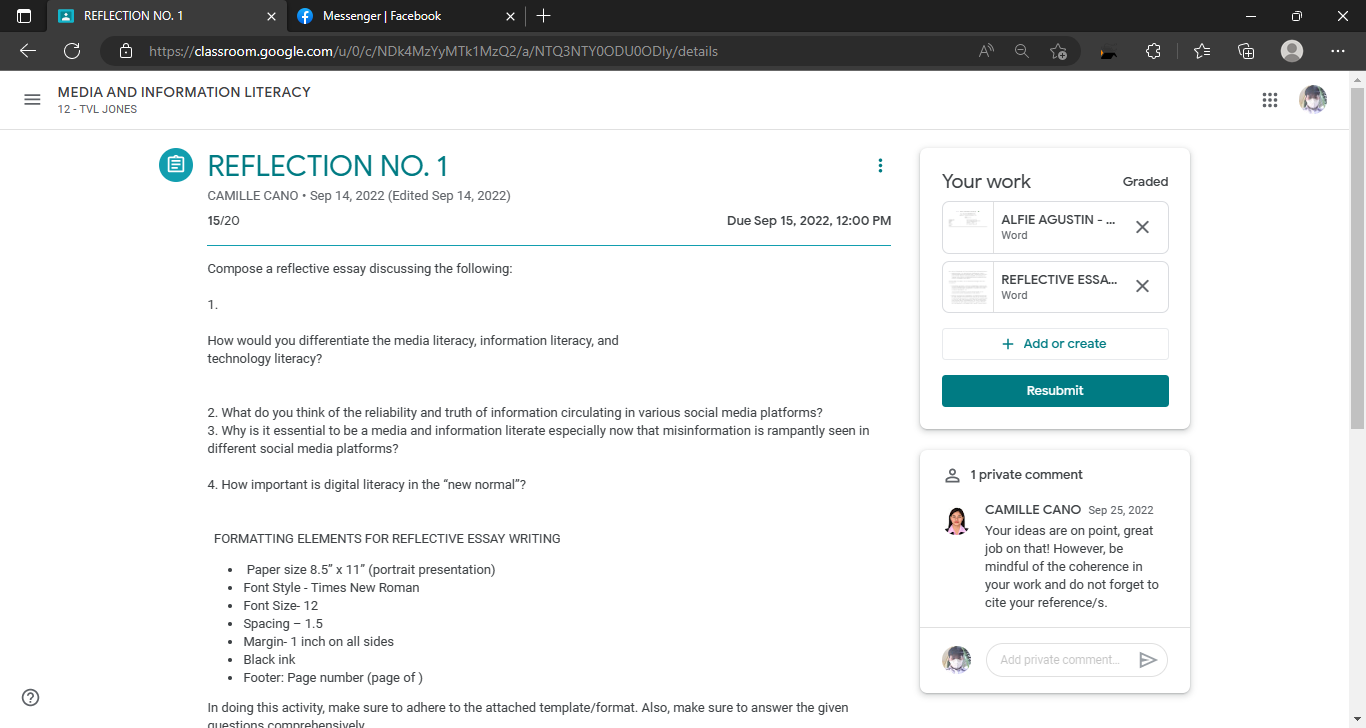 REFLECTION NO. 1
Messenger | Facebook
https://classroom.google.com/u/0/c/NDk4MzYyMTk1MzQ2/a/NTQ3NTY0ODU0ODIy/details
MEDIA AND INFORMATION LITERACY
12 - TVL JONES
REFLECTION NO. 1
CAMILLE CANO • Sep 14, 2022 (Edited Sep 14, 2022)
15/20
Due Sep 15, 2022, 12:00 PM
Compose a reflective essay discussing the following:
1.
How would you differentiate the media literacy, information literacy, and
technology literacy?
2. What do you think of the reliability and truth of information circulating in various social media platforms?
3. Why is it essential to be a media and information literate especially now that misinformation is rampantly seen in
different social media platforms?
4. How important is digital literacy in the “new normal”?
FORMATTING ELEMENTS FOR REFLECTIVE ESSAY WRITING
• Paper size 8.5” x 11” (portrait presentation)
• Font Style - Times New Roman
• Font Size- 12
• Spacing – 1.5
• Margin- 1 inch on all sides
• Black ink
• Footer: Page number (page of )
In doing this activity, make sure to adhere to the attached template/format. Also, make sure to answer the given
questions comprehensively
Your work
Graded
ALFIE AGUSTIN - ...
Word
REFLECTIVE ESSA...
Word
+ Add or create
Resubmit
1 private comment
CAMILLE CANO Sep 25, 2022
Your ideas are on point, great
job on that! However, be
mindful of the coherence in
your work and do not forget to
cite your reference/s.
Add private comment...